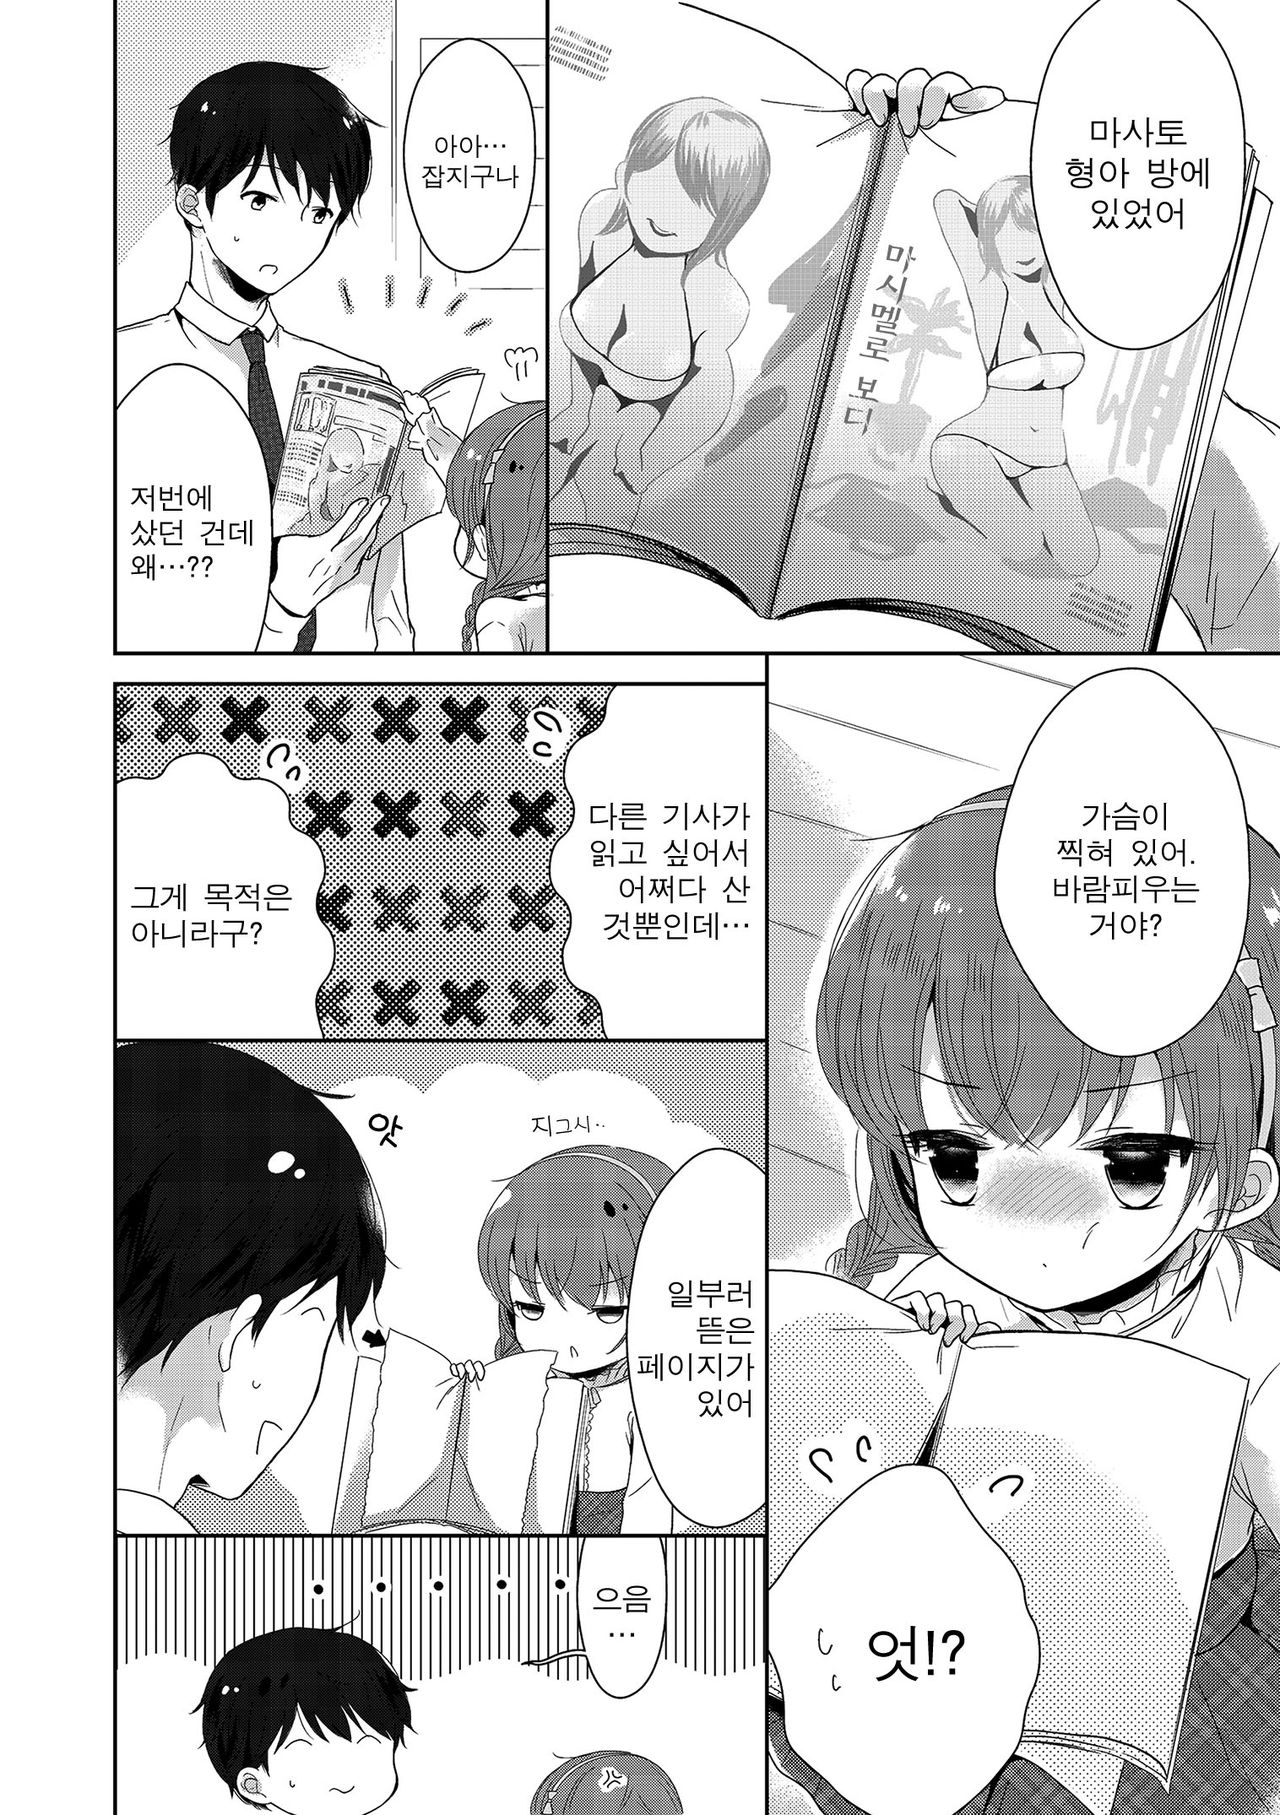 마사토
형아 방에
있었어
마시멜로 보디
아아…
잡지구나
저번에
샀던 건데
왜…??
가슴이
찍혀 있어.
바람피우는
거야?
엇!?
다른 기사가
읽고 싶어서
어쩌다 산
것뿐인데…
그게 목적은
아니라구?
앗
지그시..
일부러
뜯은
페이지가
있어
으음
…